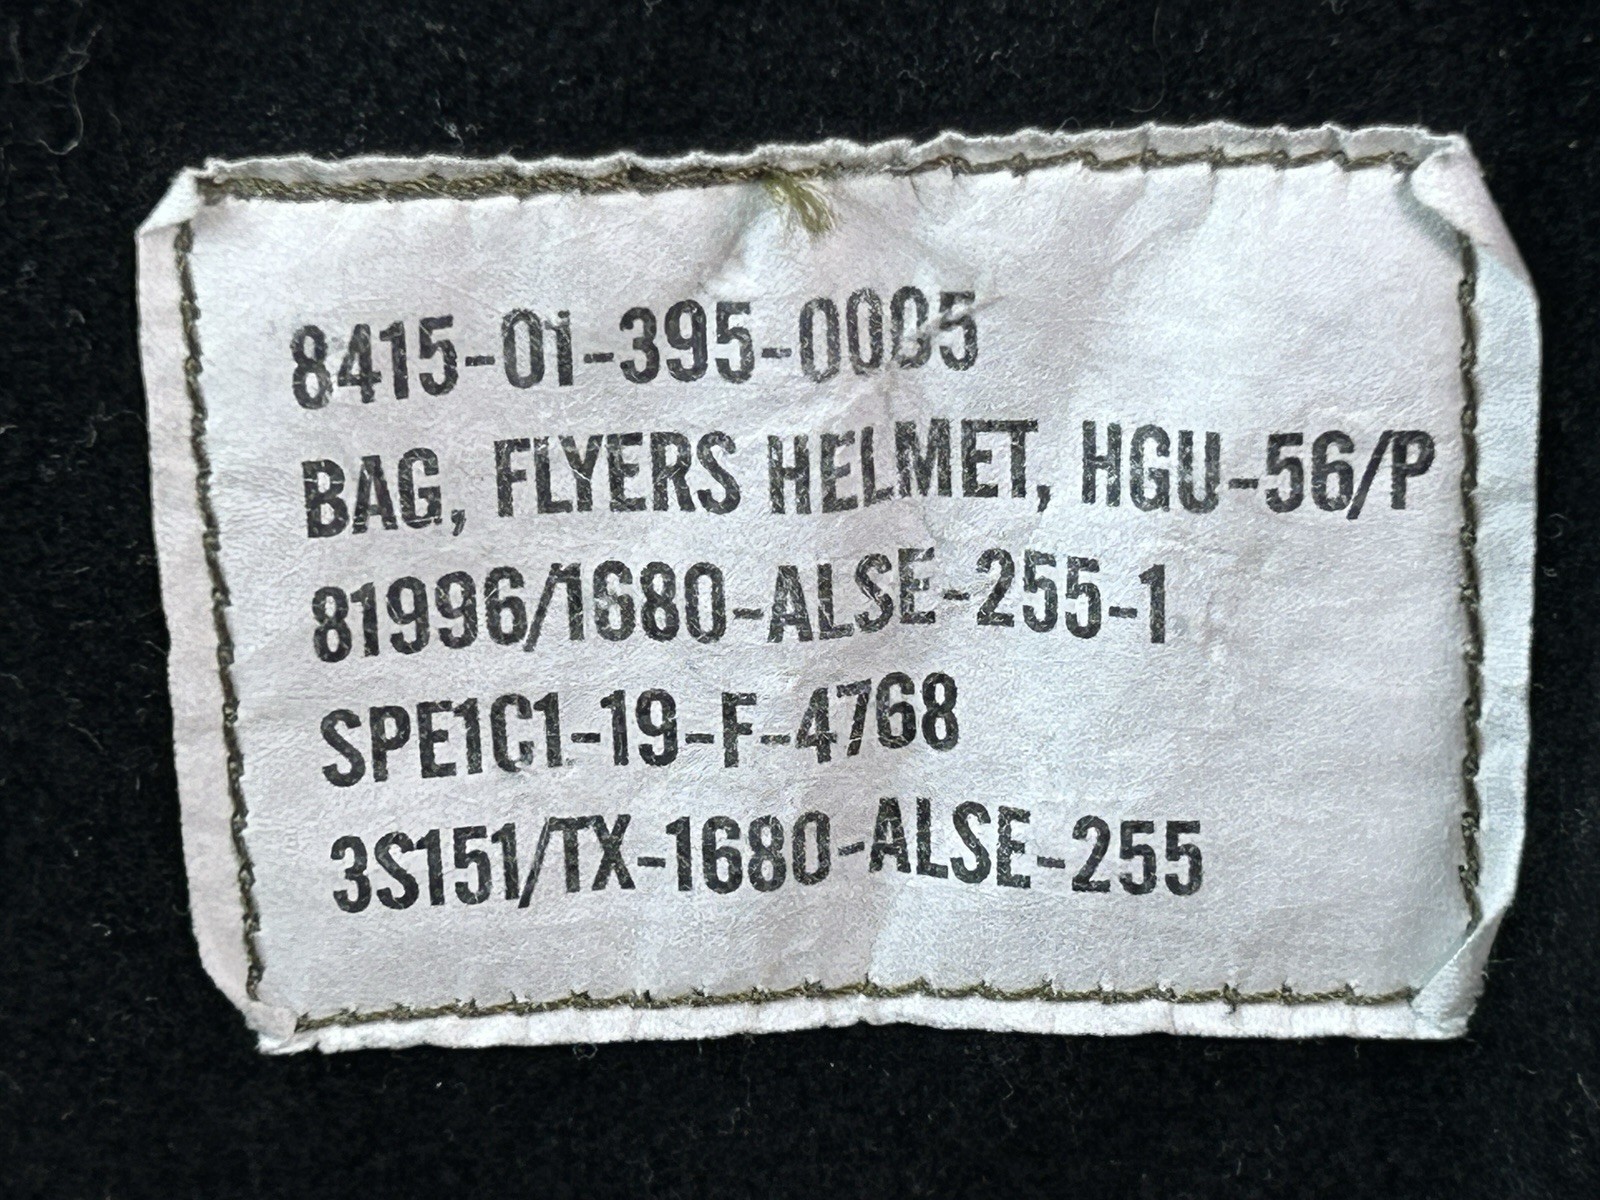 8415-01-395-0005
BAG, FLYERS HELMET, HGU-56/P
81996/1680-ALSE-255-1
SPE1C1-19-F-4768
3S151/TX-1680-ALSE-255